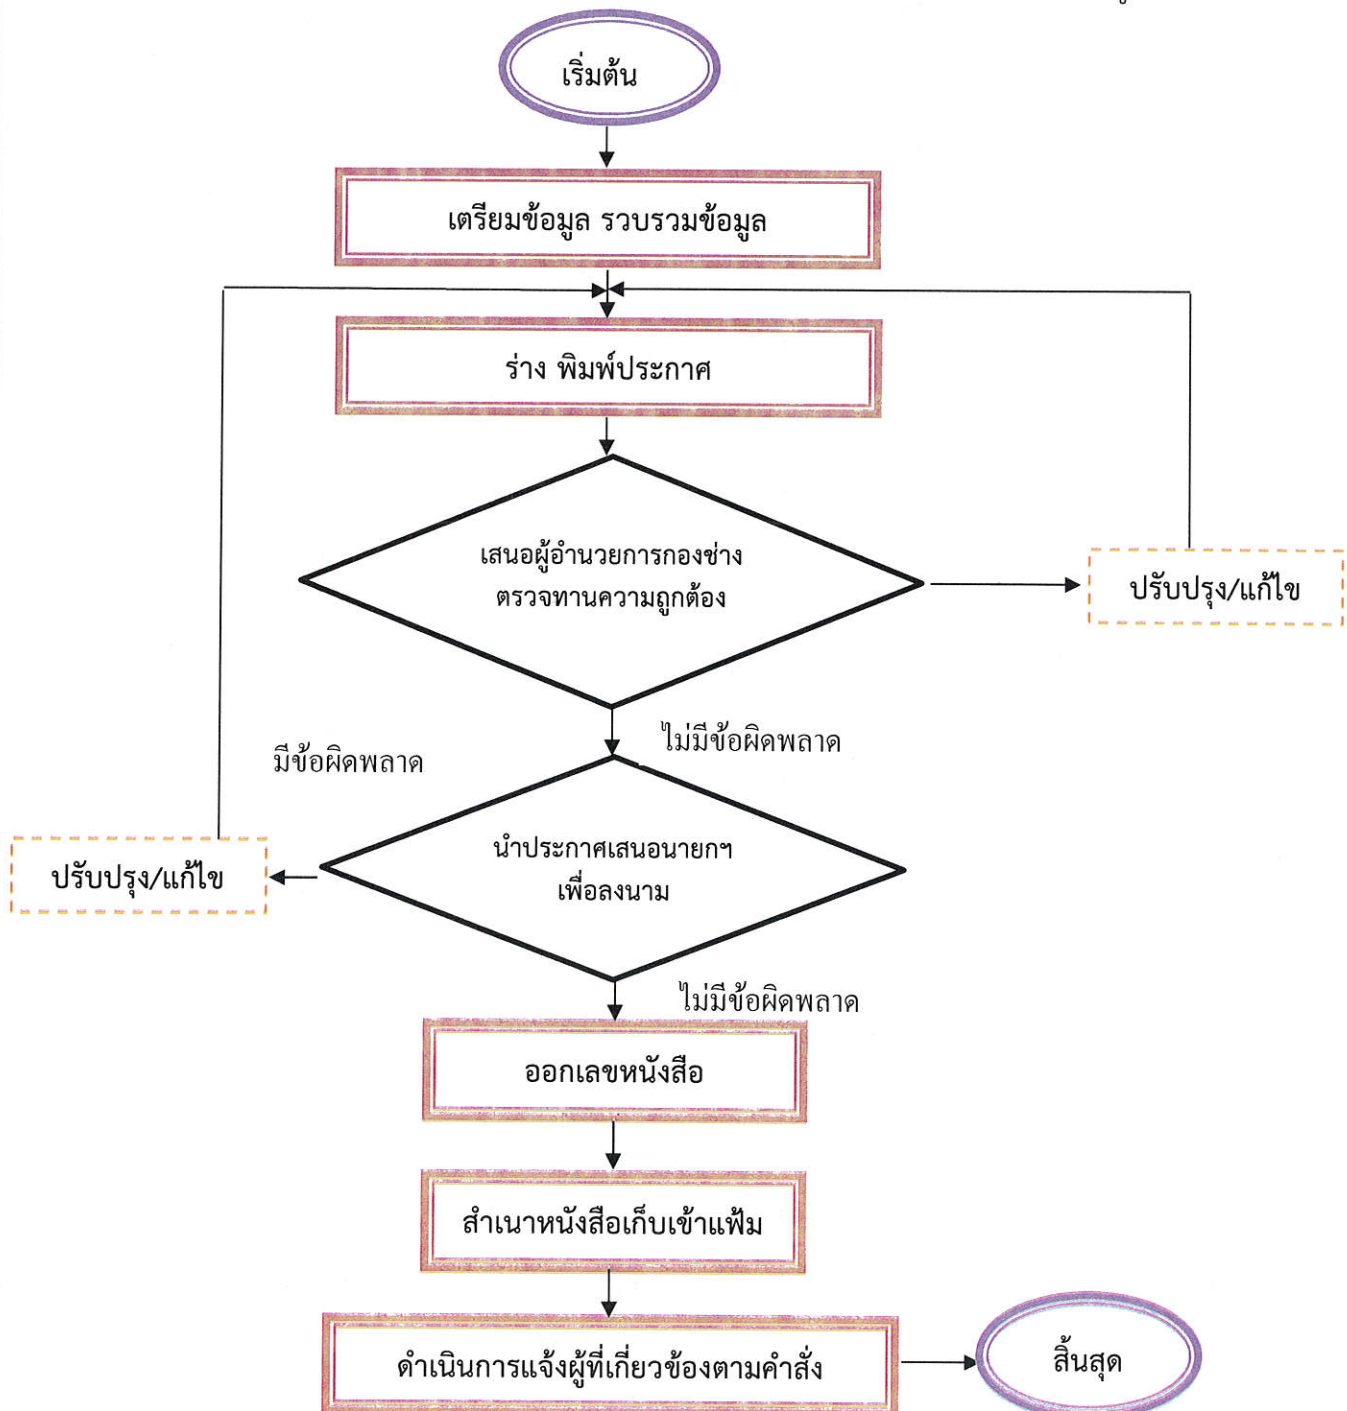 เริ่มต้น
เตรียมข้อมูล รวบรวมข้อมูล
ร่าง พิมพ์ประกาศ
เสนอผู้อำนวยการกองช่าง
ตรวจทานความถูกต้อง
ปรับปรุง/แก้ไข
ไม่มีข้อผิดพลาด
มีข้อผิดพลาด
นำประกาศเสนอนายกฯ
เพื่อลงนาม
ปรับปรุง/แก้ไข
ไม่มีข้อผิดพลาด
ออกเลขหนังสือ
สำเนาหนังสือเก็บเข้าแฟ้ม
ดำเนินการแจ้งผู้ที่เกี่ยวข้องตามคำสั่ง
สิ้นสุด